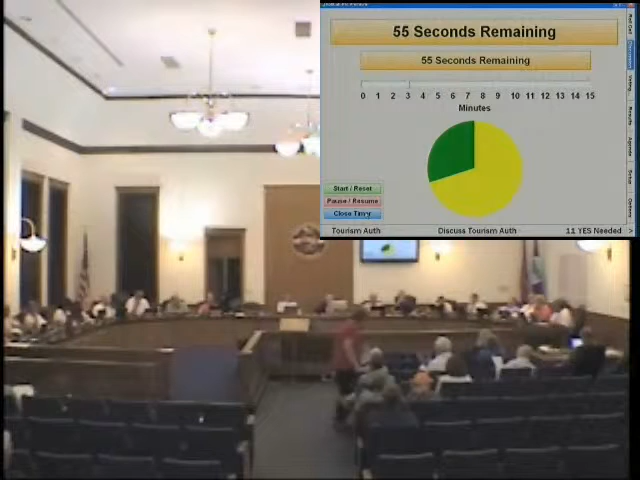 55 Seconds Remaining
55 Seconds Remaining
0 1 2 3 4 5 6 7 8 9 10 11 12 13 14 15
Minutes
Start / Reset
Pause / Resume
Close Timer
Tourism Auth Discuss Tourism Auth 11 YES Needed >